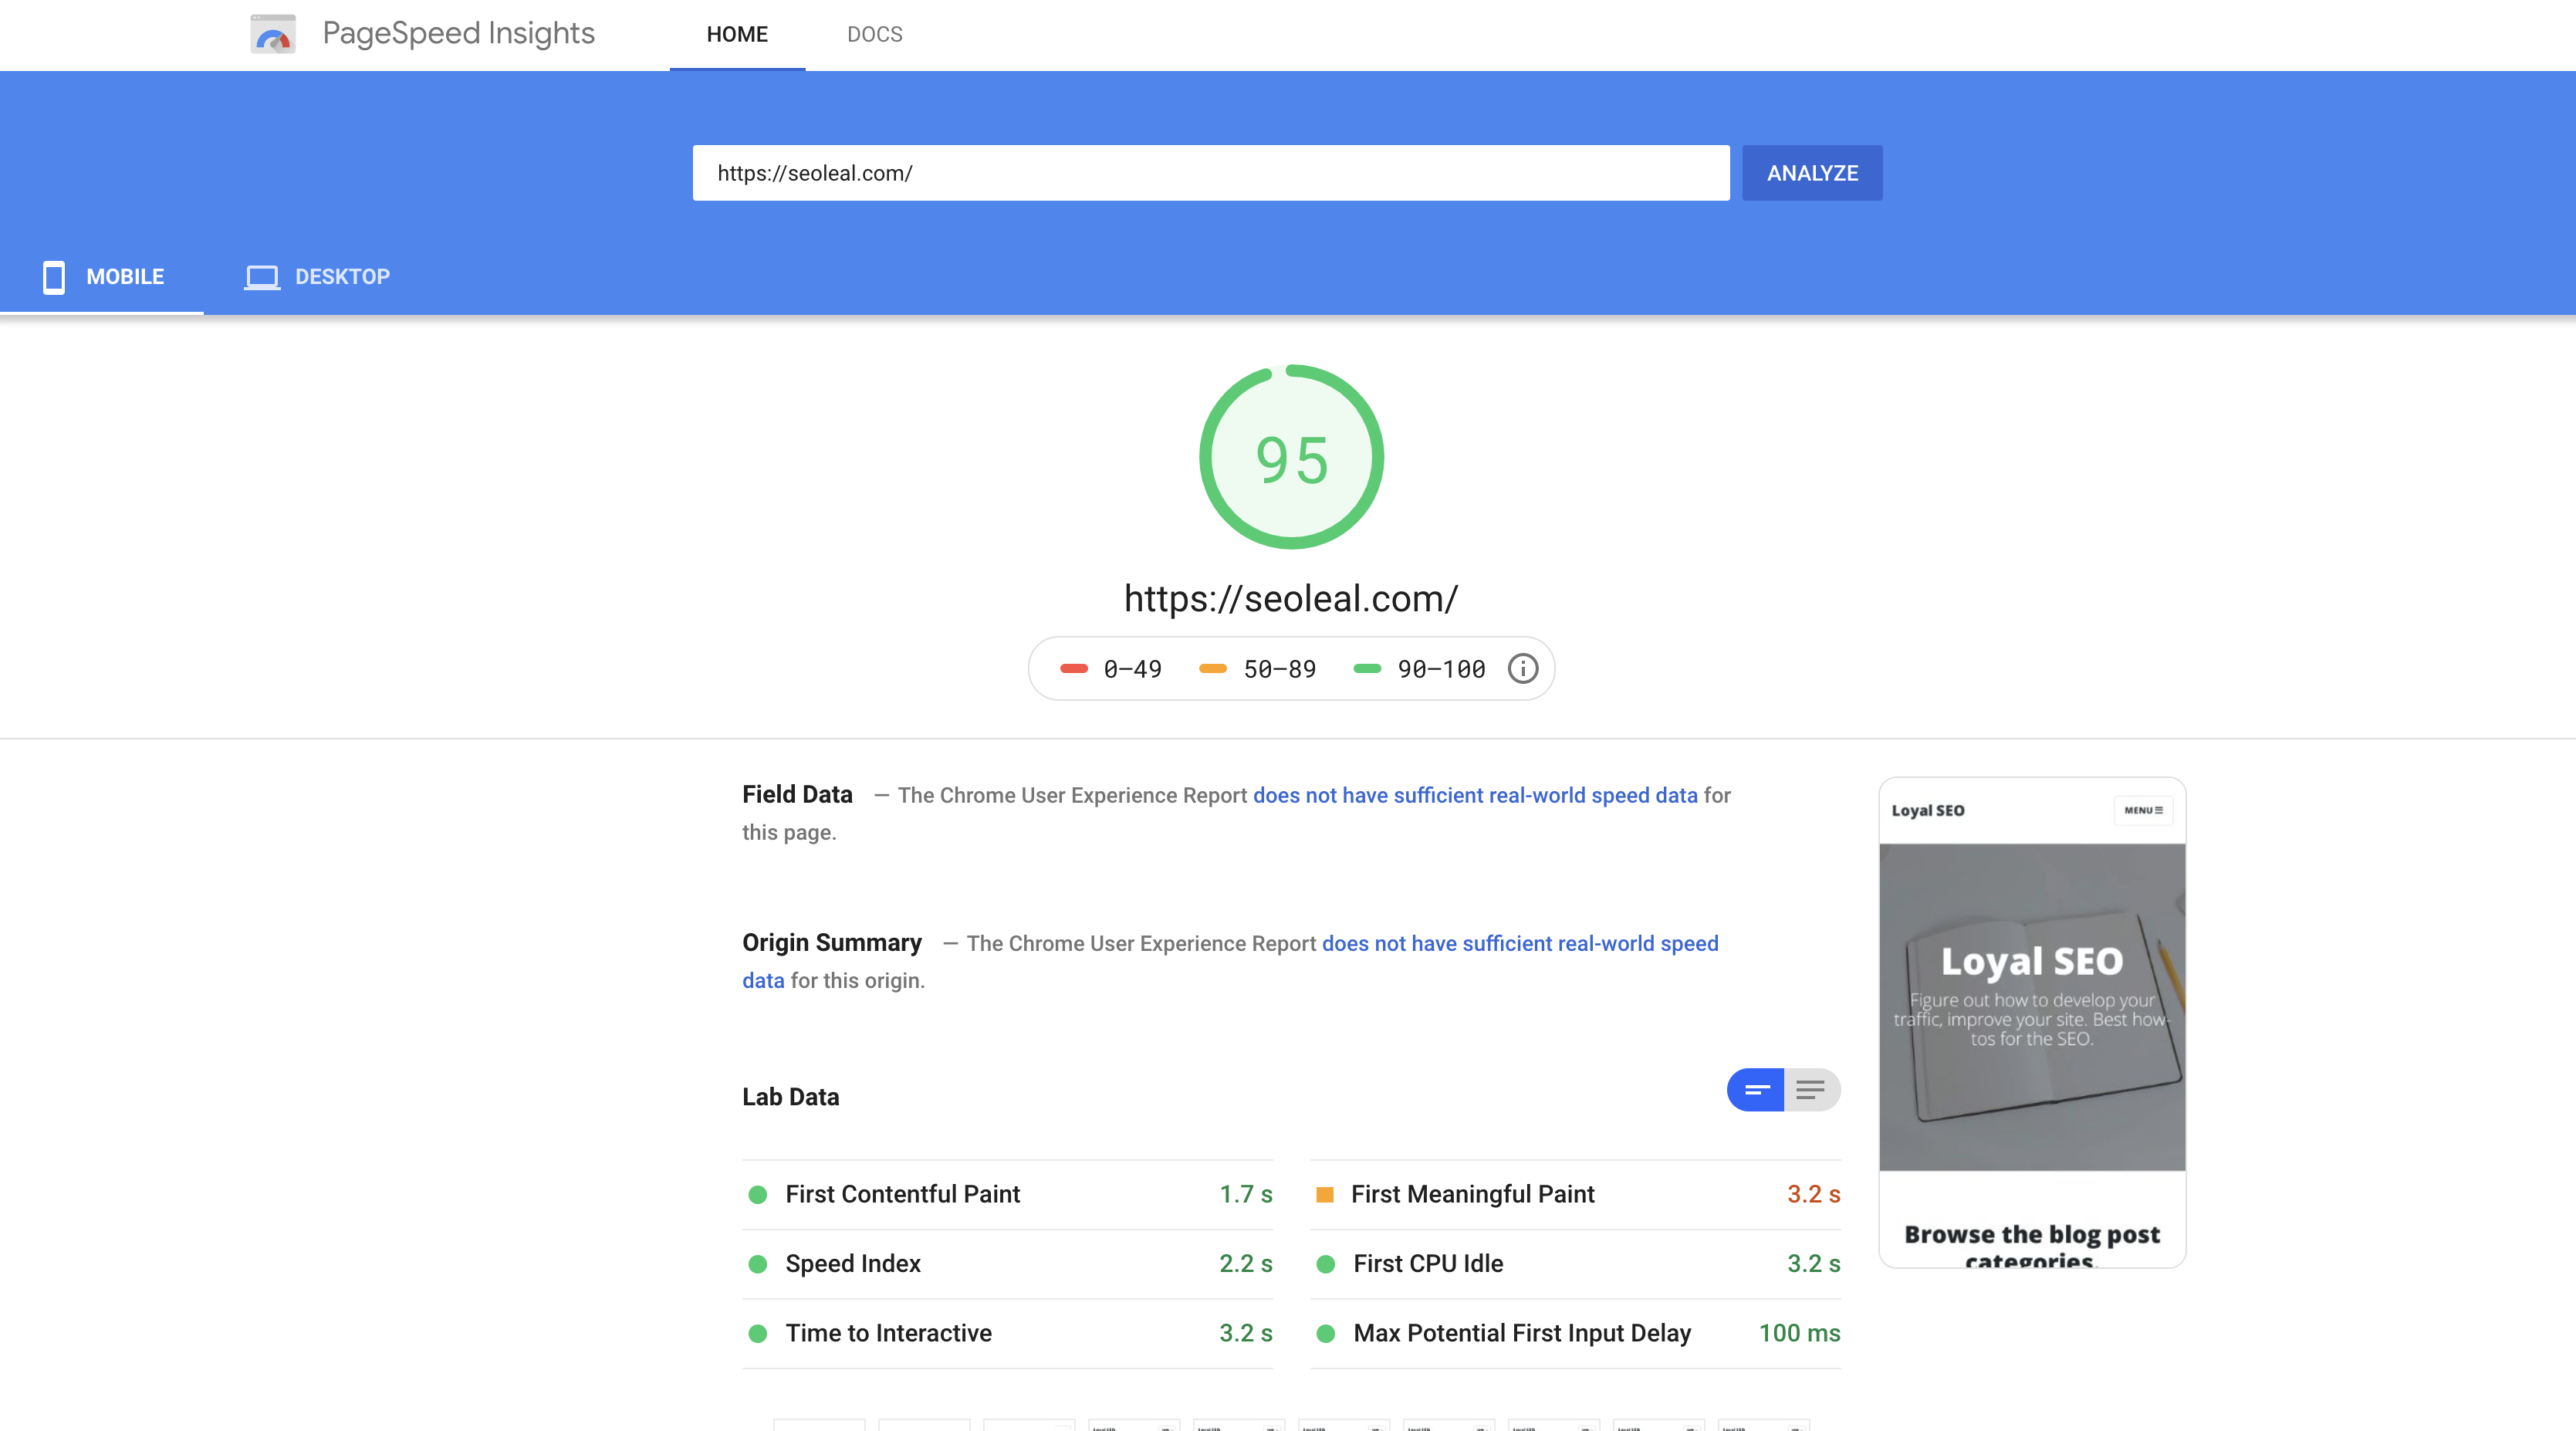 PageSpeed Insights HOME DOCS
https://seoleal.com/ ANALYZE
MOBILE DESKTOP
95
https://seoleal.com/
0–49 50–89 90–100
Field Data — The Chrome User Experience Report does not have sufficient real-world speed data for
this page.
Origin Summary — The Chrome User Experience Report does not have sufficient real-world speed
data for this origin.
Lab Data
First Contentful Paint 1.7 s
First Meaningful Paint 3.2 s
Speed Index 2.2 s
First CPU Idle 3.2 s
Time to Interactive 3.2 s
Max Potential First Input Delay 100 ms
Loyal SEO MENU
Loyal SEO
Figure out how to develop your
traffic, improve your site. Best how-
tos for the SEO.
Browse the blog post
categories.